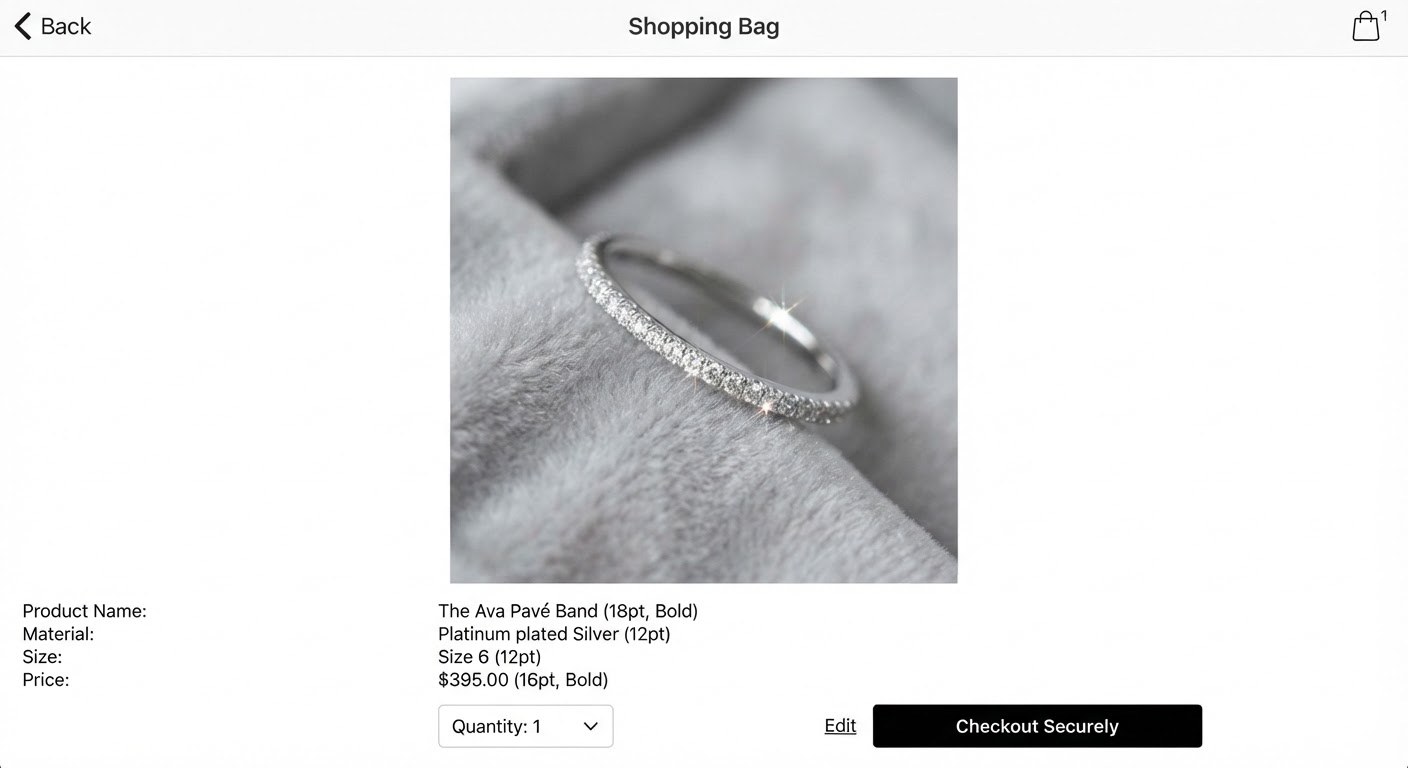 Back
Shopping Bag
1
Product Name:
The Ava Pavé Band (18pt, Bold)
Material:
Platinum plated Silver (12pt)
Size:
Size 6 (12pt)
Price:
$395.00 (16pt, Bold)
Quantity: 1
Edit
Checkout Securely